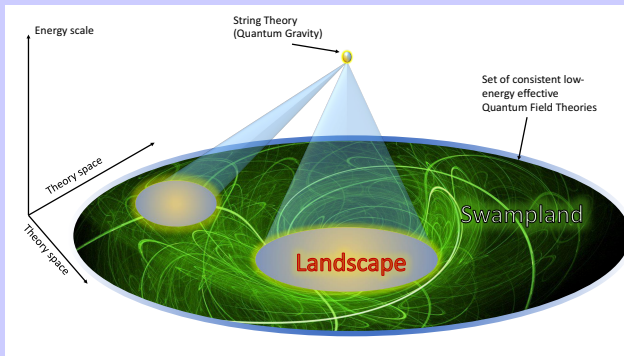 Energy scale
String Theory
(Quantum Gravity)
Set of consistent low-
energy effective
Quantum Field Theories
Theory space
Swampland
Theory space
Landscape